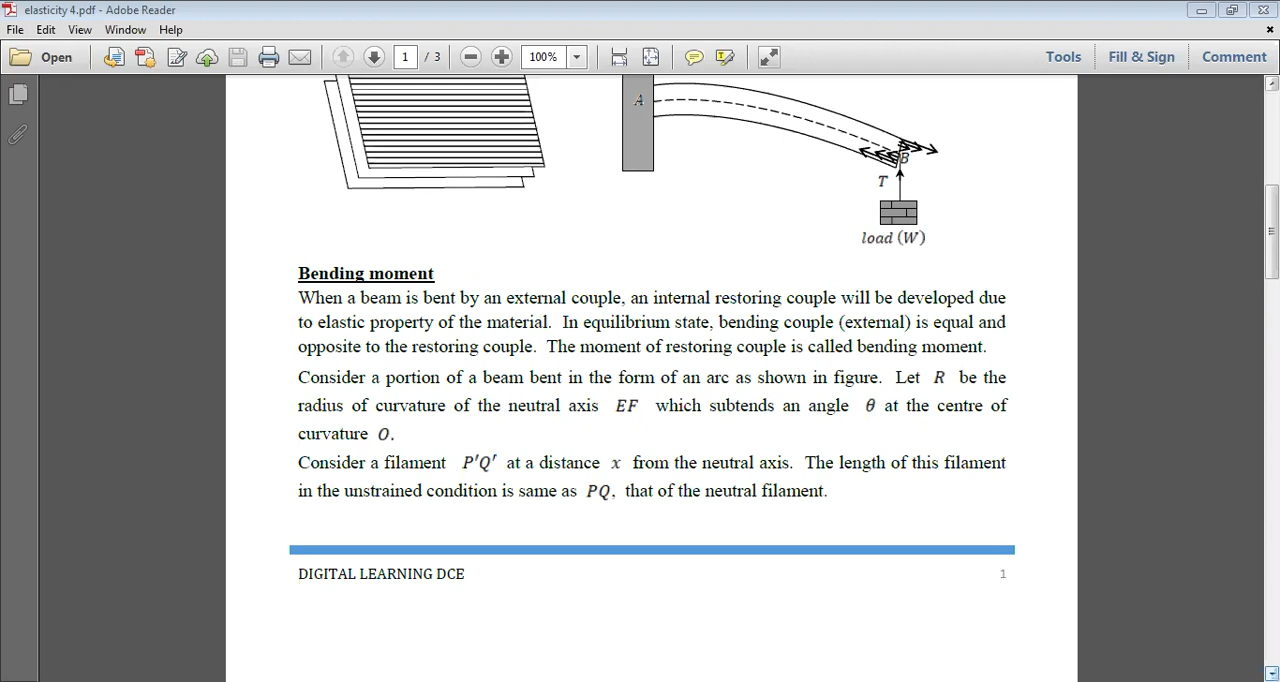 elasticity 4.pdf - Adobe Reader
File Edit View Window Help
Open 1 / 3 100% Tools Fill & Sign Comment
A
B
T
load (W)
Bending moment
When a beam is bent by an external couple, an internal restoring couple will be developed due
to elastic property of the material. In equilibrium state, bending couple (external) is equal and
opposite to the restoring couple. The moment of restoring couple is called bending moment.
Consider a portion of a beam bent in the form of an arc as shown in figure. Let R be the
radius of curvature of the neutral axis EF which subtends an angle θ at the centre of
curvature O.
Consider a filament P'Q' at a distance x from the neutral axis. The length of this filament
in the unstrained condition is same as PQ, that of the neutral filament.
DIGITAL LEARNING DCE 1